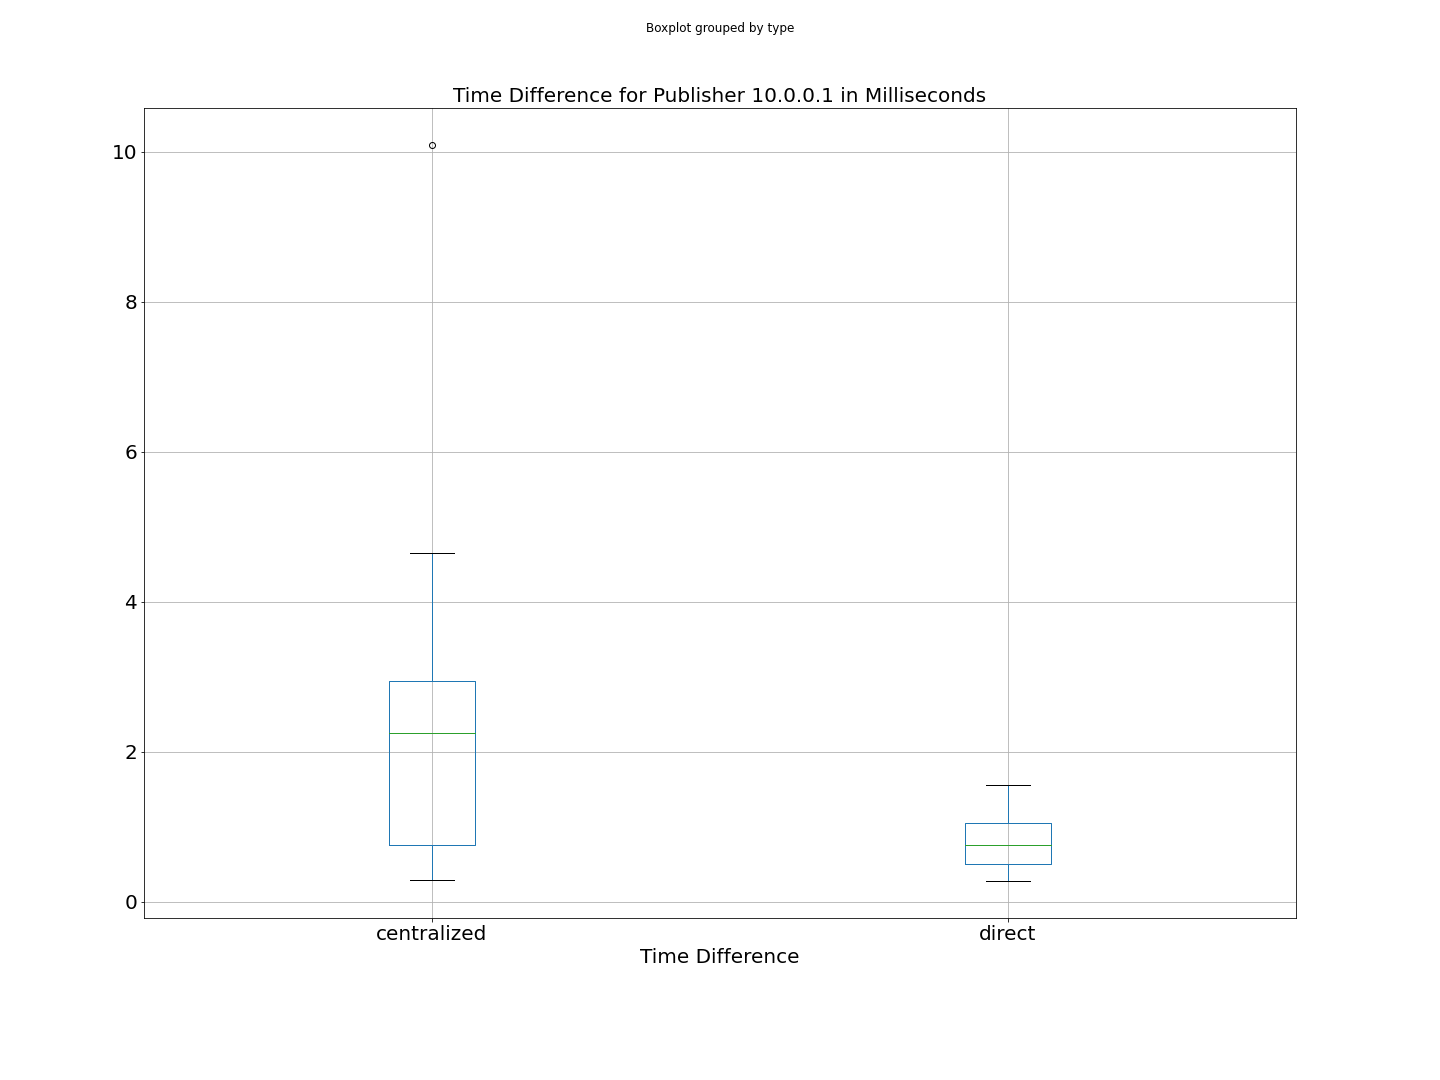 Boxplot grouped by type
Time Difference for Publisher 10.0.0.1 in Milliseconds
10
8
6
4
2
0
centralized direct
Time Difference